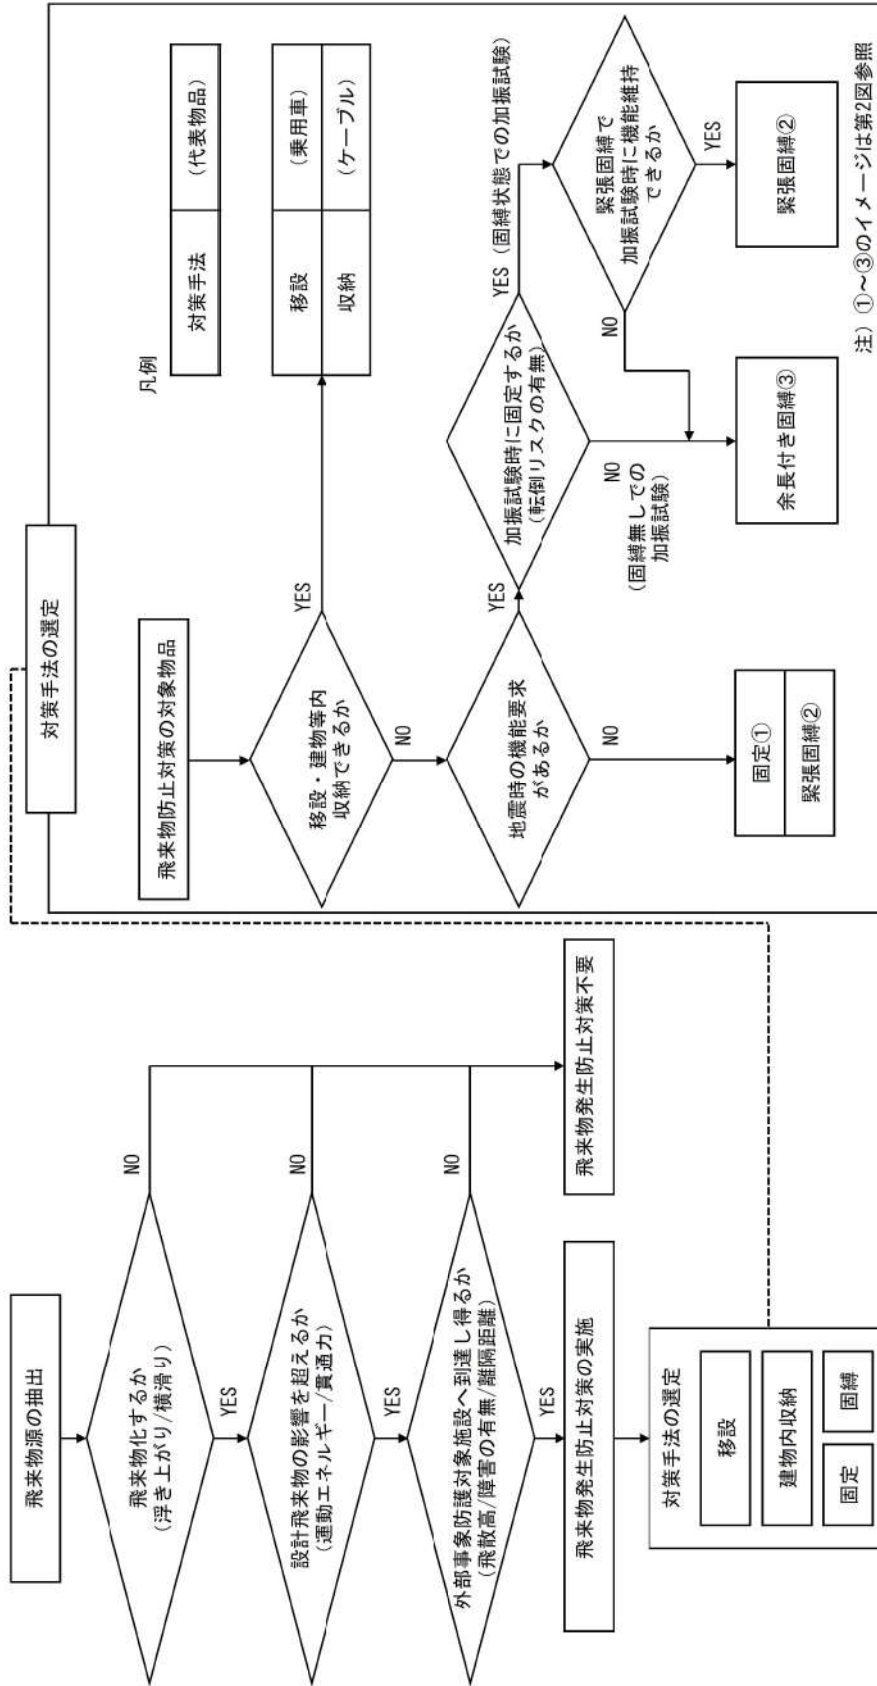 飛来物源の抽出
飛来物化するか
(浮き上がり/横滑り)
NO
YES
設計飛来物の影響を超えるか
(運動エネルギー/貫通力)
NO
YES
外部事象防護対象施設へ到達し得るか
(飛散高/障害の有無/離隔距離)
NO
YES
飛来物発生防止対策の実施
飛来物発生防止対策不要
対策手法の選定
移設
建物内収納
固定
固縛
対策手法の選定
飛来物防止対策の対象物品
凡例
対策手法
(代表物品)
移設・建物等内
収納できるか
YES
移設
(乗用車)
収納
(ケーブル)
NO
地震時の機能要求
があるか
YES
加振試験時に固定するか
(転倒リスクの有無)
YES (固縛状態での加振試験)
緊張固縛で
加振試験時に機能維持
できるか
NO
NO
NO
(固縛無しでの
加振試験)
YES
固定①
緊張固縛②
余長付き固縛③
緊張固縛②
注) ①～③のイメージは第2図参照